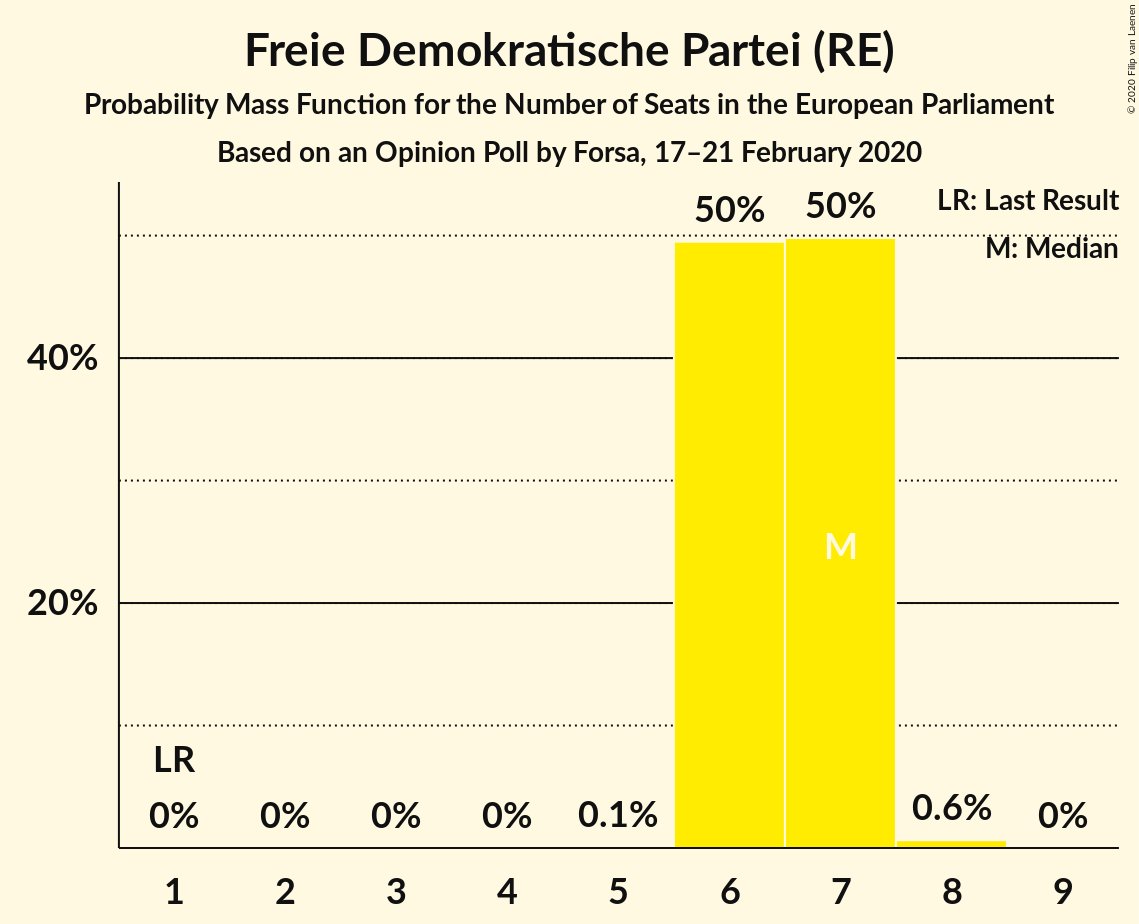 Freie Demokratische Partei (RE)
Probability Mass Function for the Number of Seats in the European Parliament
Based on an Opinion Poll by Forsa, 17–21 February 2020
© 2020 Filip van Laenen
LR: Last Result
M: Median
50% 50%
40%
M
20%
LR
0% 0% 0% 0% 0.1% 0.6% 0%
1 2 3 4 5 6 7 8 9